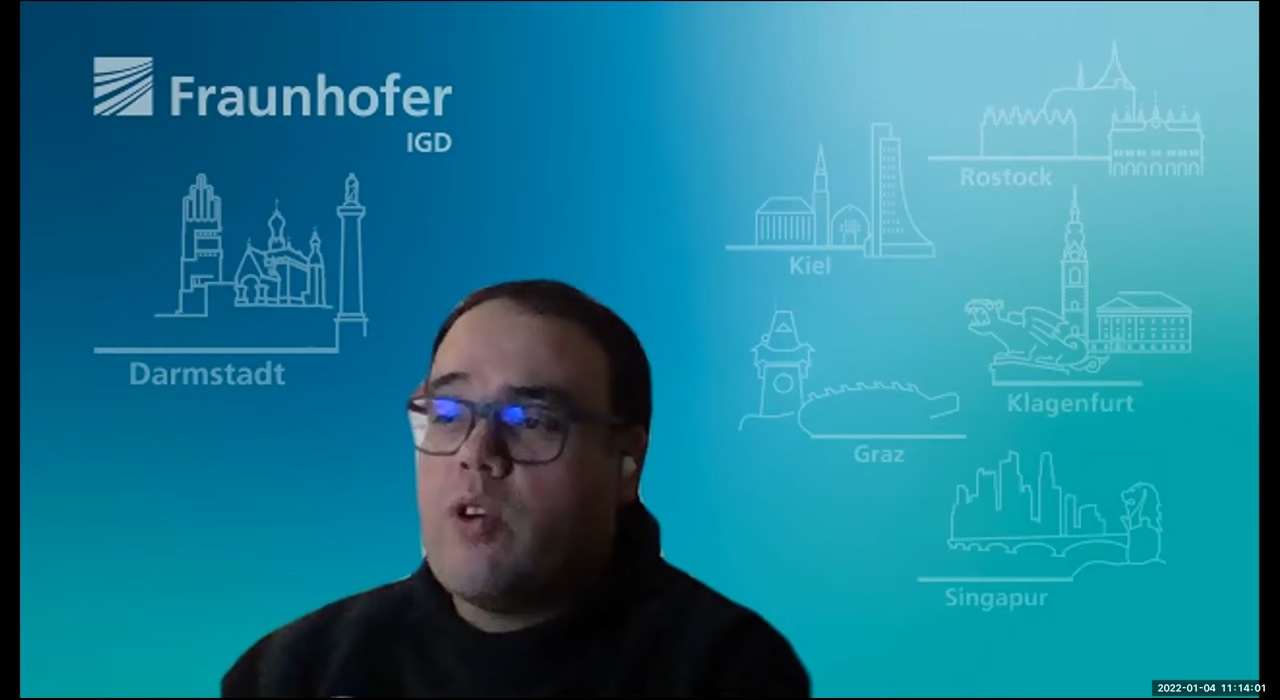 Fraunhofer
IGD
Darmstadt
Rostock
Kiel
Klagenfurt
Graz
Singapur
2022-01-04 11:14:01